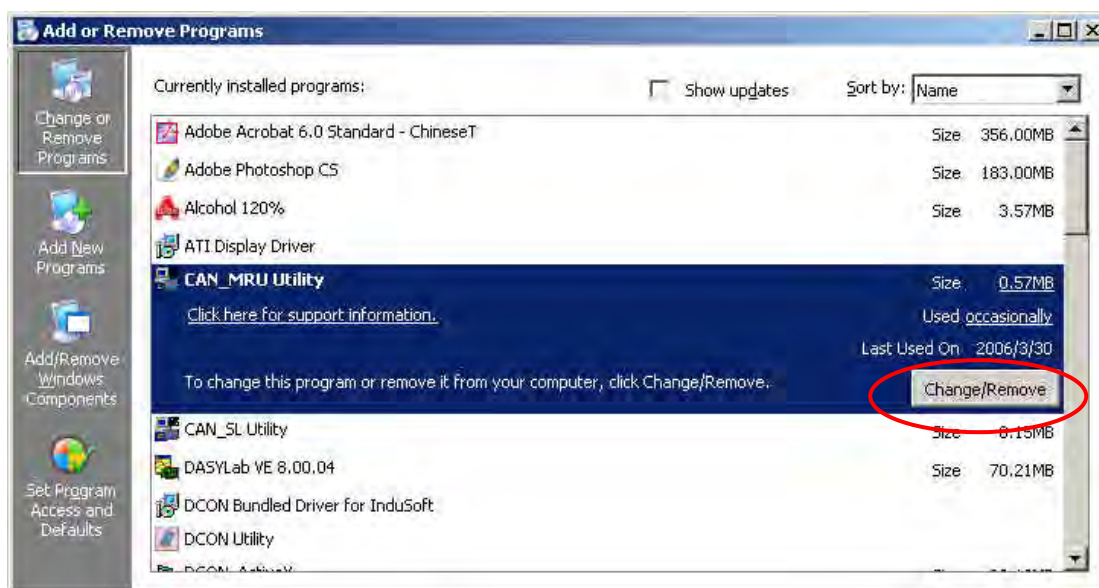 Add or Remove Programs
Currently installed programs:
Show updates
Sort by: Name
Change or
Remove
Programs
Add New
Programs
Add/Remove
Windows
Components
Set Program
Access and
Defaults
Adobe Acrobat 6.0 Standard - ChineseT Size 356.00MB
Adobe Photoshop CS Size 183.00MB
Alcohol 120% Size 3.57MB
ATI Display Driver
CAN_MRU Utility Size 0.57MB
Click here for support information. Used occasionally
Last Used On 2006/3/30
To change this program or remove it from your computer, click Change/Remove. Change/Remove
CAN_SL Utility Size 0.15MB
DASYLab VE 8.00.04 Size 70.21MB
DCON Bundled Driver for InduSoft
DCON Utility